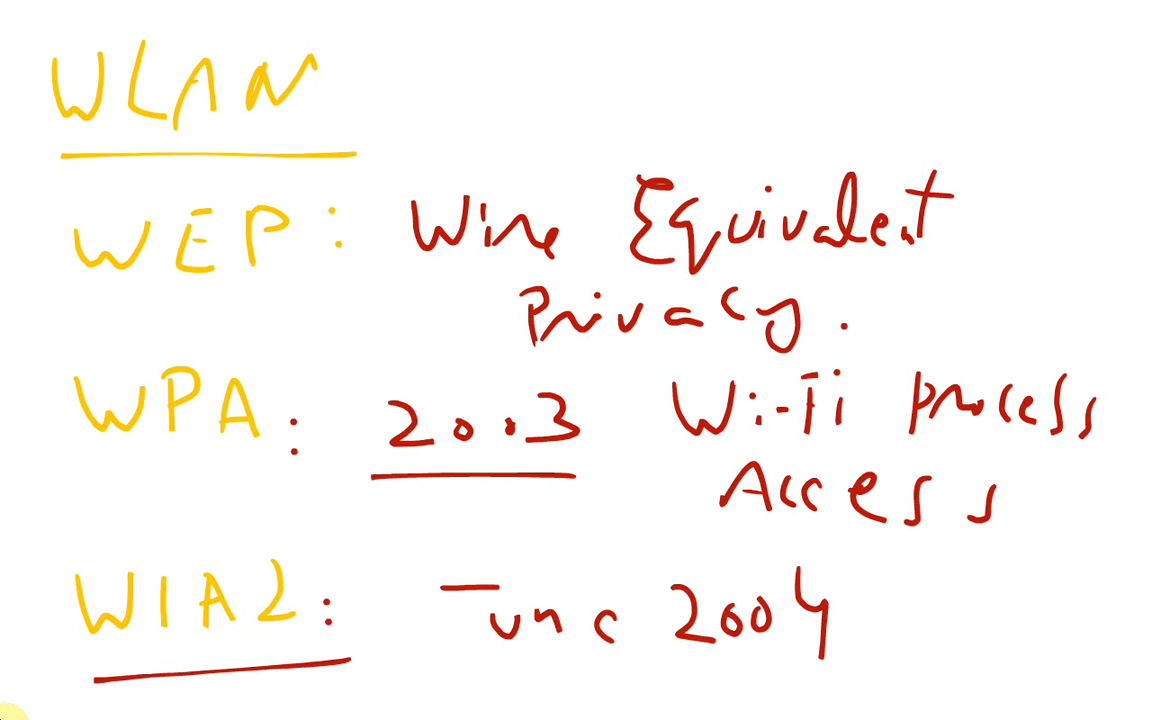 WLAN
WEP: Wire Equivalent
Privacy.
WPA: 2003 Wi-Fi Process
Access
WIA2: June 2004